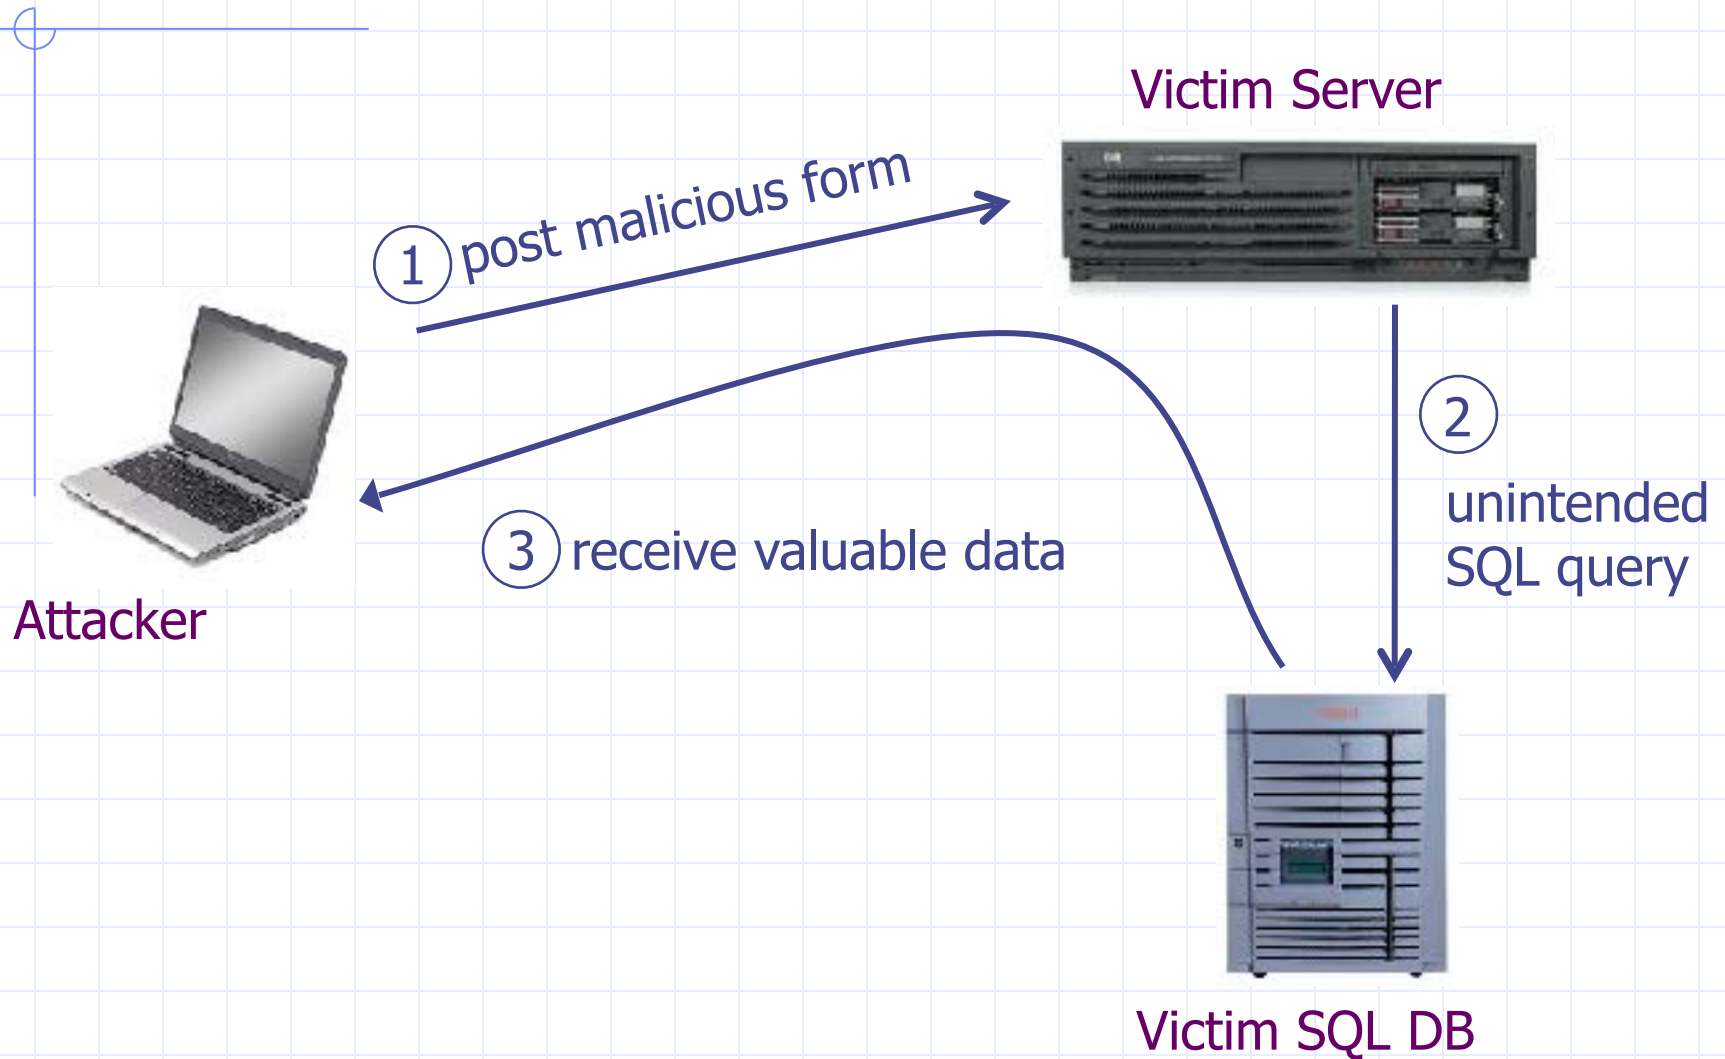 Victim Server
1 post malicious form
2
unintended
SQL query
3 receive valuable data
Attacker
Victim SQL DB